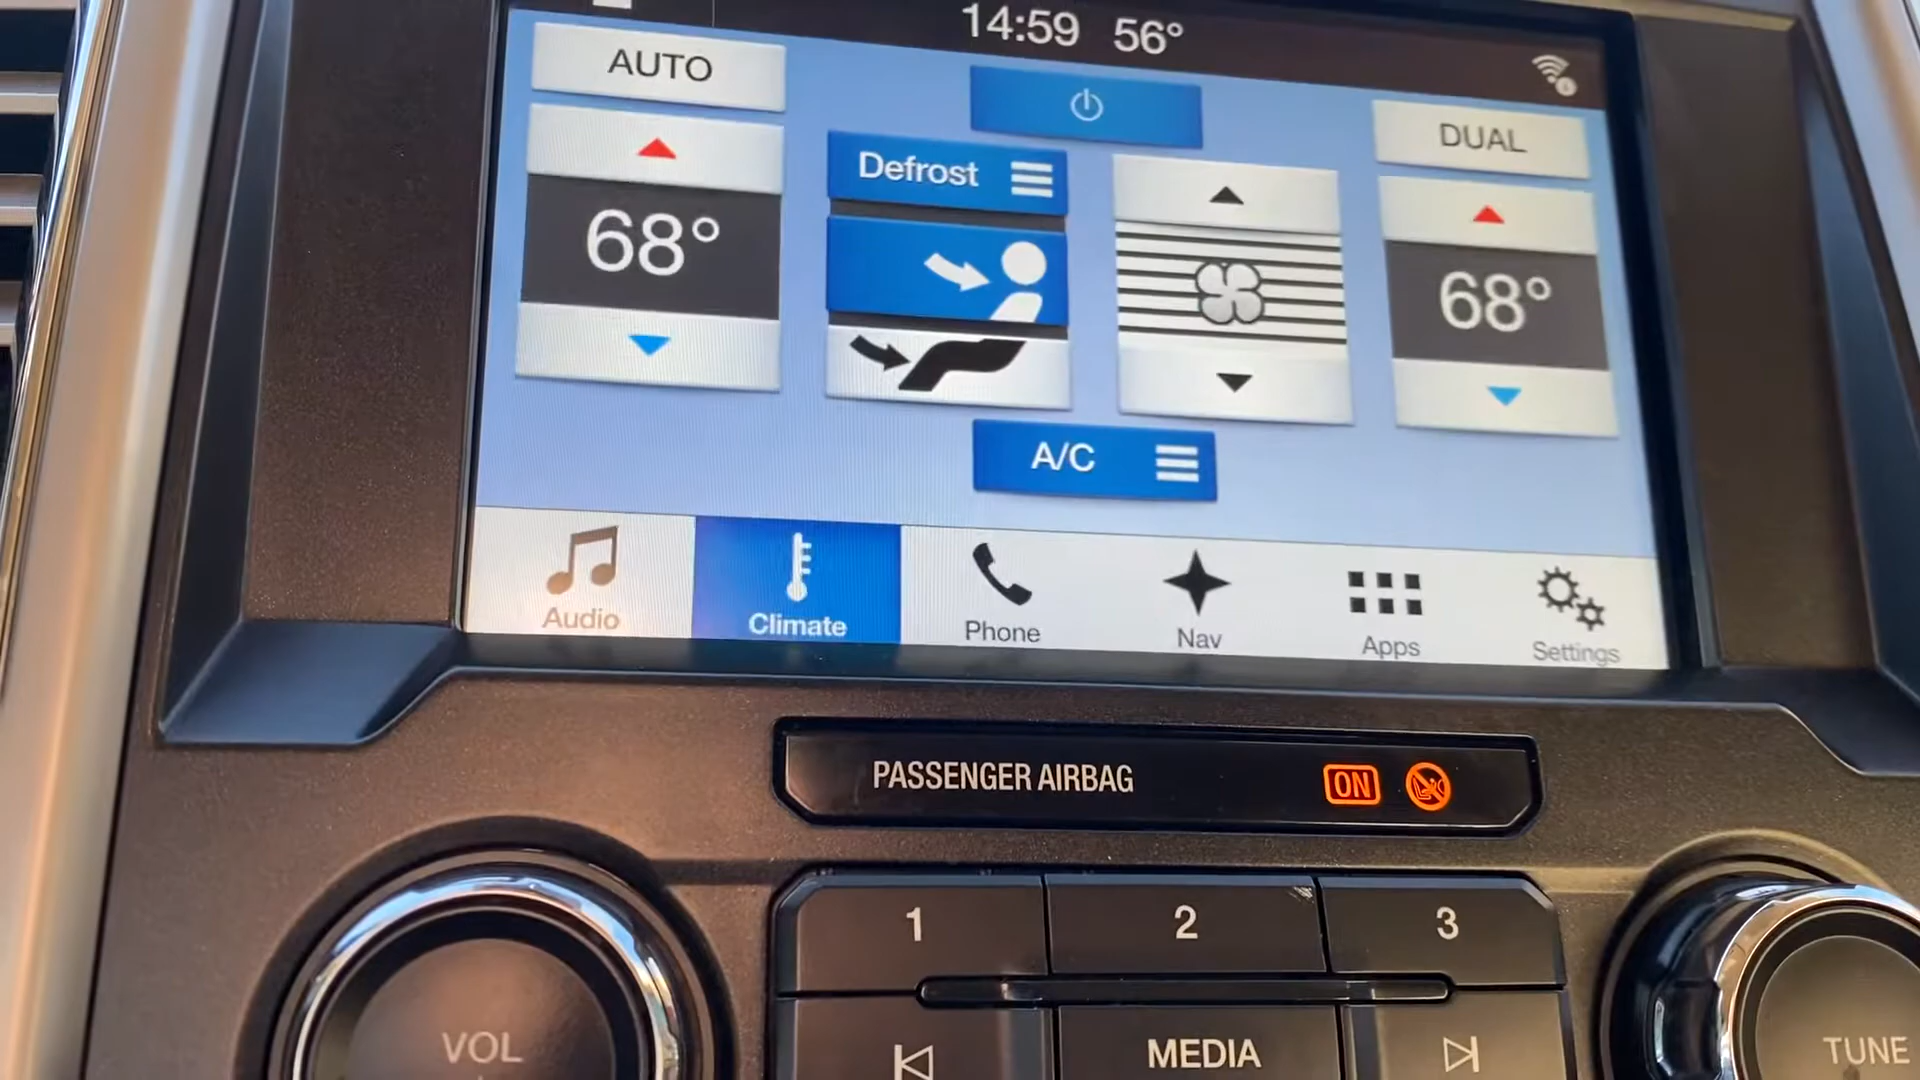 14:59 56°
AUTO
DUAL
Defrost
68°
68°
A/C
Audio
Climate
Phone
Nav
Apps
Settings
PASSENGER AIRBAG
ON
1
2
3
VOL
MEDIA
TUNE